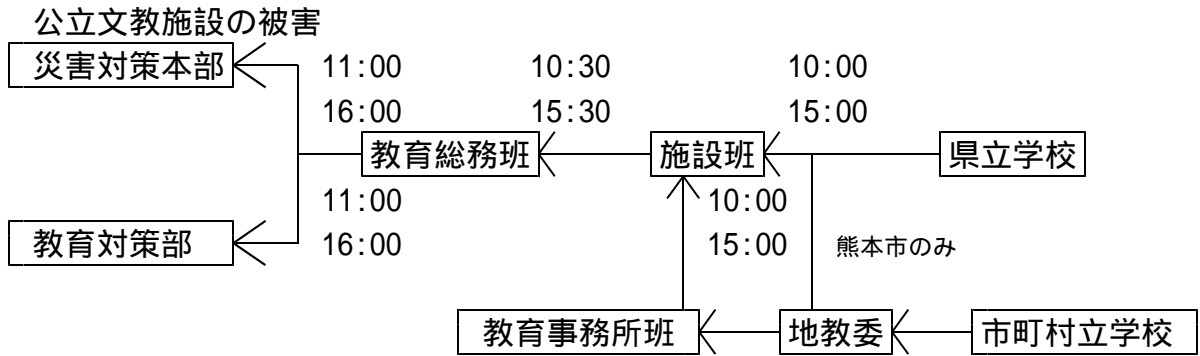 公立文教施設の被害
災害対策本部 11:00 10:30 10:00
16:00 15:30 15:00
教育総務班 施設班 県立学校
11:00 10:00
教育対策部 16:00 15:00 熊本市のみ
教育事務所班 地教委 市町村立学校